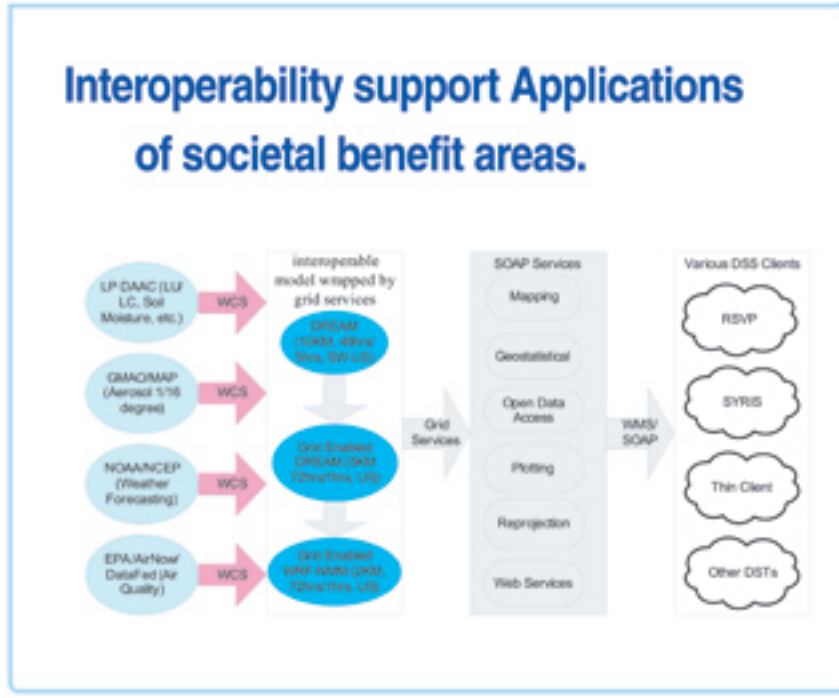 Interoperability support Applications
of societal benefit areas.
LP DAAC (LU/
LC, Soil
Moisture, etc.)
WCS
GMAO/MAP
(Aerosol 1/16
degree)
WCS
NOAA/NCEP
(Weather
Forecasting)
WCS
EPA/AirNow/
DataFed (Air
Quality)
WCS
interoperable
model wrapped by
grid services
DREAM
(10KM, 48hrs/
SW US)
Grid Enabled
DREAM (5KM
72hrs/1hrs, US)
Grid Enabled
(2KM,
72hrs/1hrs, US)
Grid
Services
SOAP Services
Mapping
Geostatistical
Open Data
Access
Plotting
Reprojection
Web Services
WMS/
SOAP
Various DSS Clients
RSVP
SYRIS
Thin Client
Other DSTs